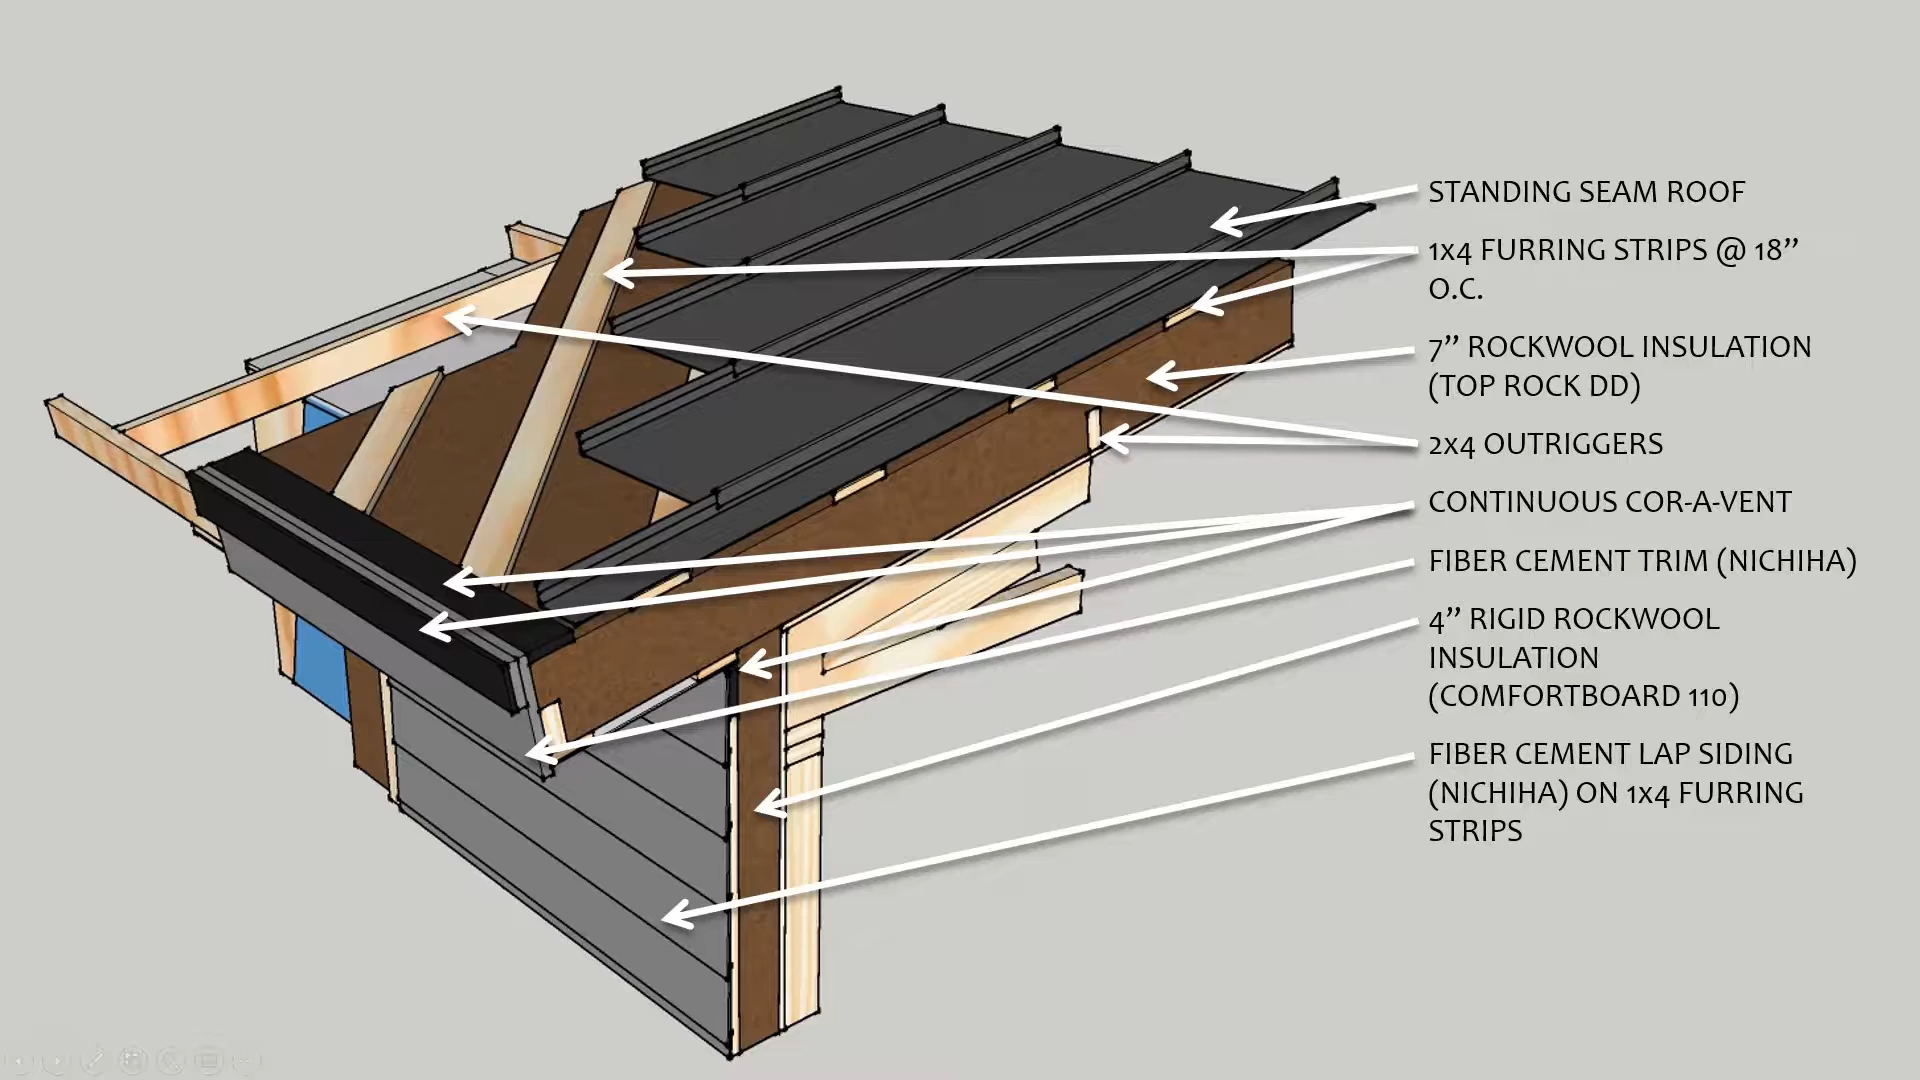 STANDING SEAM ROOF
1x4 FURRING STRIPS @ 18”
O.C.
7” ROCKWOOL INSULATION
(TOP ROCK DD)
2x4 OUTRIGGERS
CONTINUOUS COR-A-VENT
FIBER CEMENT TRIM (NICHIHA)
4” RIGID ROCKWOOL
INSULATION
(COMFORTBOARD 110)
FIBER CEMENT LAP SIDING
(NICHIHA) ON 1x4 FURRING
STRIPS